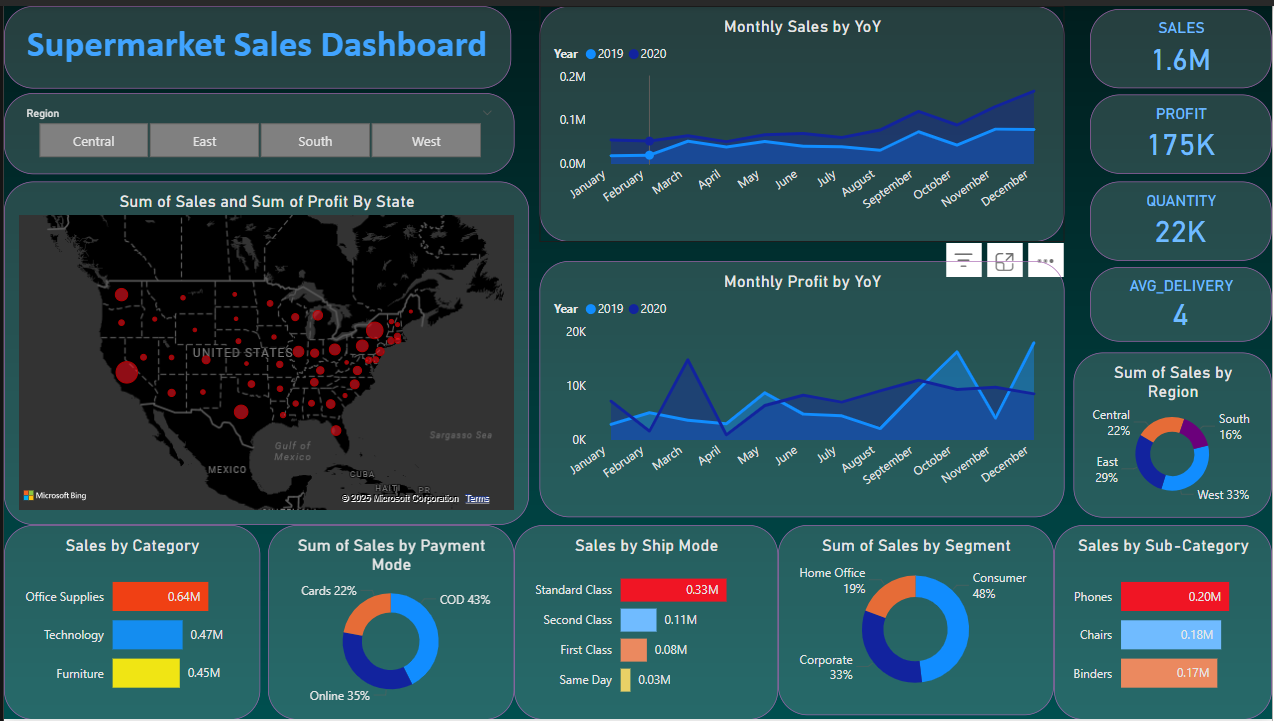 Supermarket Sales Dashboard
Region
Central
East
South
West
Sum of Sales and Sum of Profit By State
UNITED STATES
Gulf of
Mexico
Sargasso Sea
MEXICO
CUBA
HAITI
PR
Microsoft Bing
© 2025 Microsoft Corporation Terms
Monthly Sales by YoY
Year 2019 2020
0.2M
0.1M
0.0M
January
February
March
April
May
June
July
August
September
October
November
December
Monthly Profit by YoY
Year 2019 2020
20K
10K
0K
January
February
March
April
May
June
July
August
September
October
November
December
SALES
1.6M
PROFIT
175K
QUANTITY
22K
AVG_DELIVERY
4
Sum of Sales by
Region
Central
22%
South
16%
East
29%
West 33%
Sales by Category
Office Supplies 0.64M
Technology 0.47M
Furniture 0.45M
Sum of Sales by Payment
Mode
Cards 22%
COD 43%
Online 35%
Sales by Ship Mode
Standard Class 0.33M
Second Class 0.11M
First Class 0.08M
Same Day 0.03M
Sum of Sales by Segment
Home Office
19%
Consumer
48%
Corporate
33%
Sales by Sub-Category
Phones 0.20M
Chairs 0.18M
Binders 0.17M